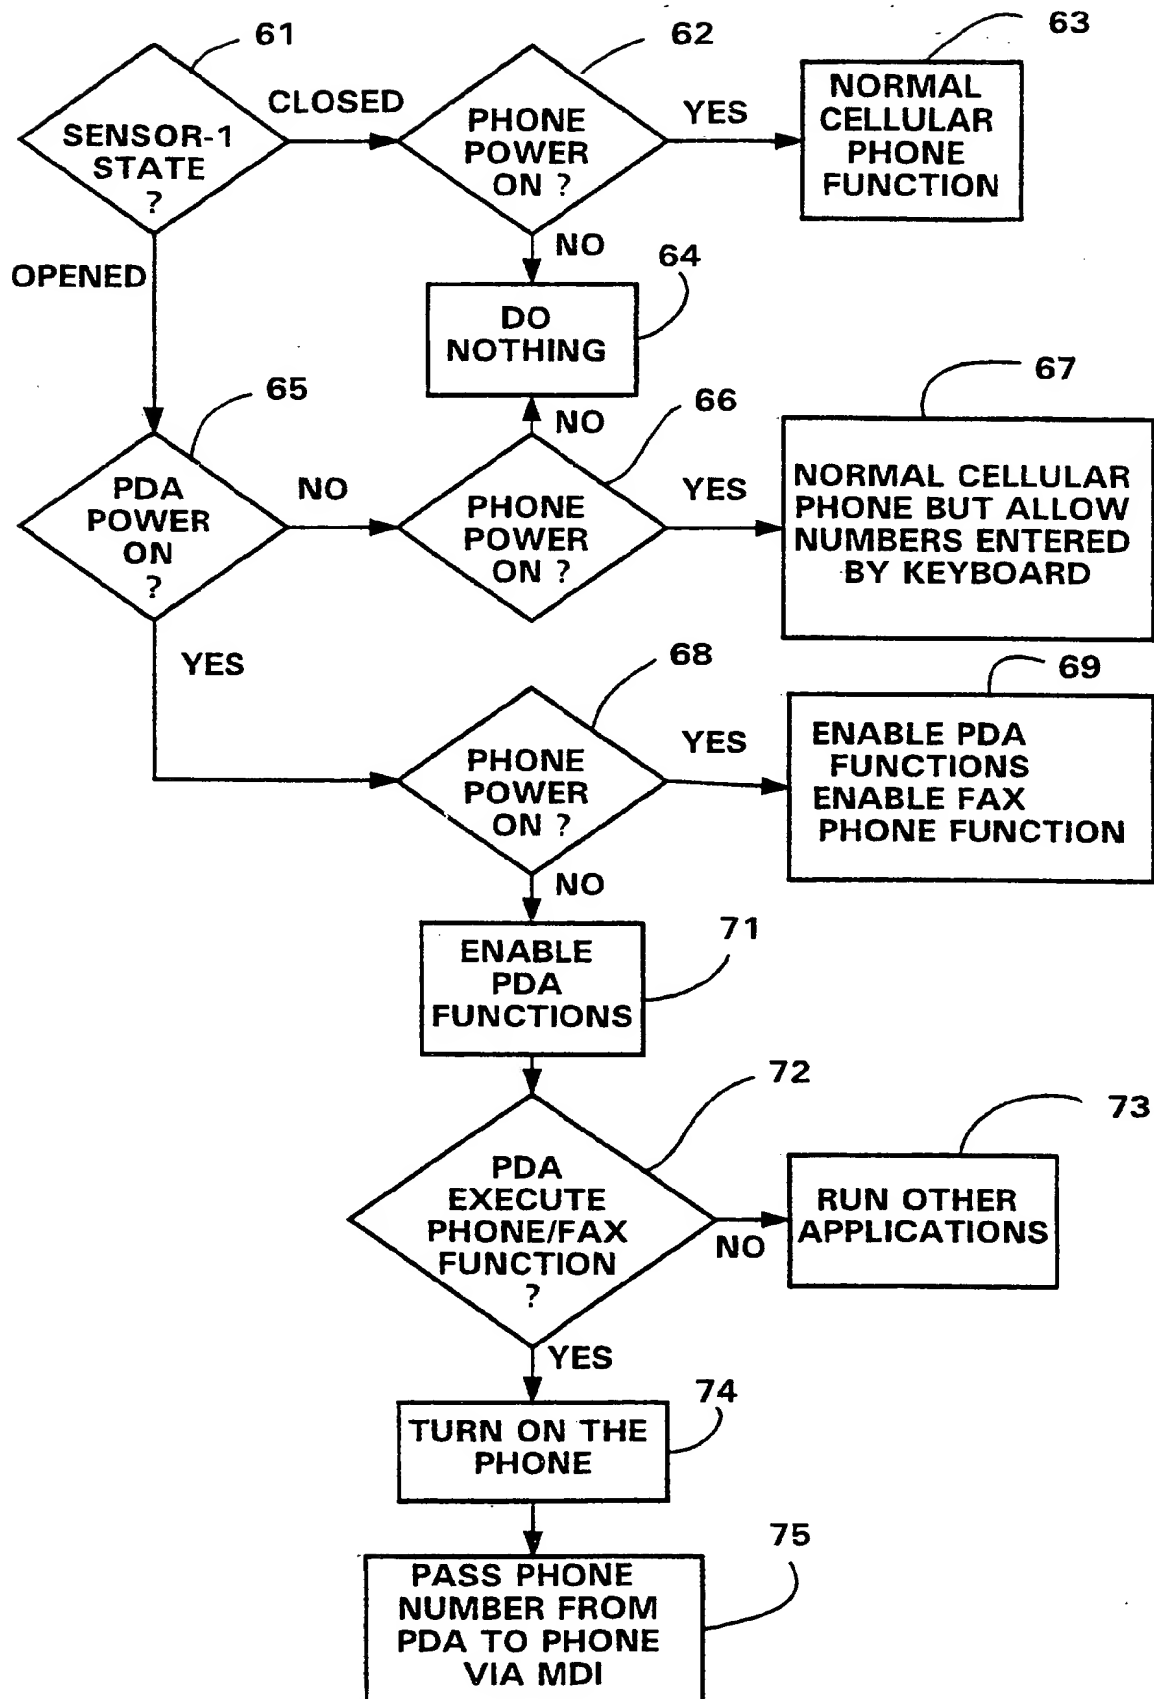 61
SENSOR-1
STATE
?
CLOSED
OPENED
62
PHONE
POWER
ON ?
YES
NO
63
NORMAL
CELLULAR
PHONE
FUNCTION
64
DO
NOTHING
65
PDA
POWER
ON
?
NO
YES
66
NO
PHONE
POWER
ON ?
YES
67
NORMAL CELLULAR
PHONE BUT ALLOW
NUMBERS ENTERED
BY KEYBOARD
68
PHONE
POWER
ON ?
YES
NO
69
ENABLE PDA
FUNCTIONS
ENABLE FAX
PHONE FUNCTION
71
ENABLE
PDA
FUNCTIONS
72
PDA
EXECUTE
PHONE/FAX
FUNCTION
?
NO
YES
73
RUN OTHER
APPLICATIONS
74
TURN ON THE
PHONE
75
PASS PHONE
NUMBER FROM
PDA TO PHONE
VIA MDI